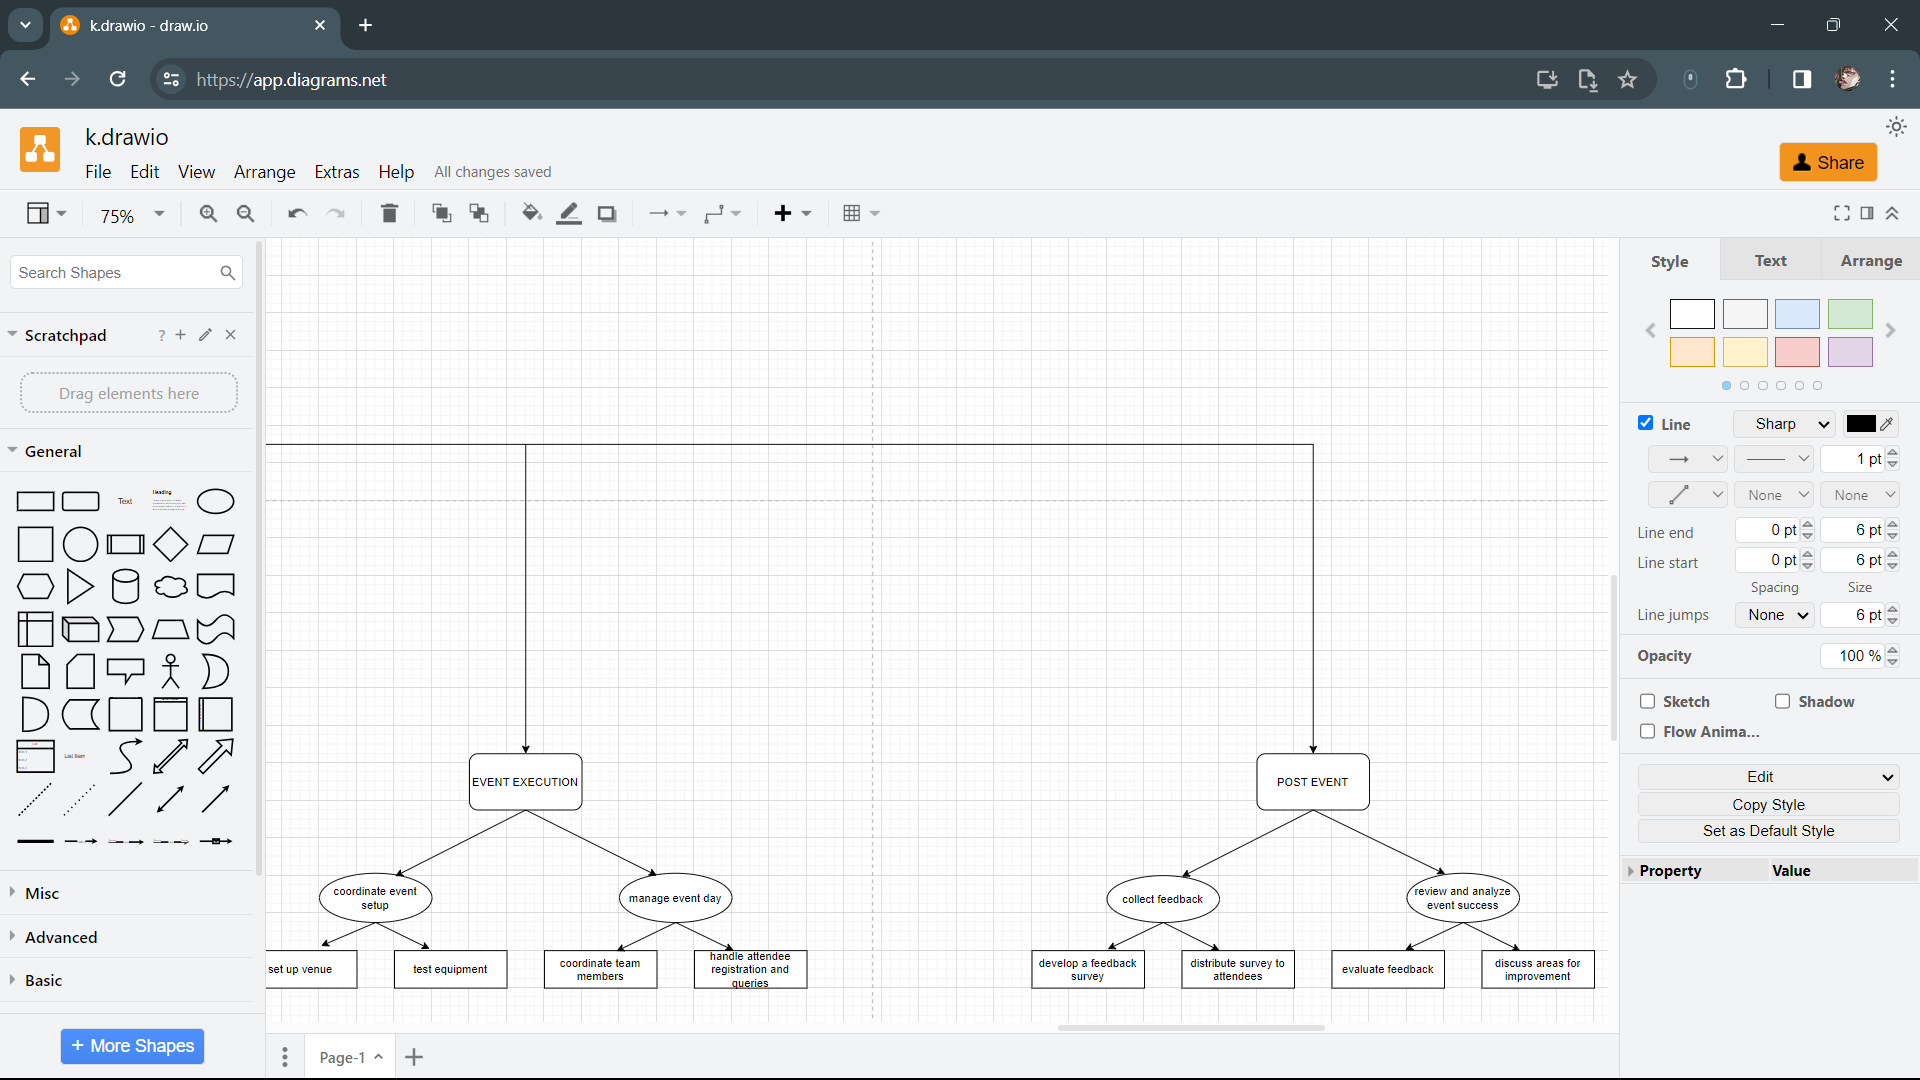 k.drawio - draw.io
https://app.diagrams.net
k.drawio
File Edit View Arrange Extras Help All changes saved
Share
75%
Search Shapes
Scratchpad
?
Drag elements here
General
Text
Heading
List
List Item
Misc
Advanced
Basic
+ More Shapes
EVENT EXECUTION
POST EVENT
coordinate event
setup
manage event day
collect feedback
review and analyze
event success
set up venue
test equipment
coordinate team
members
handle attendee
registration and
queries
develop a feedback
survey
distribute survey to
attendees
evaluate feedback
discuss areas for
improvement
Page-1
Style Text Arrange
Line Sharp
1 pt
None None
Line end 0 pt 6 pt
Line start 0 pt 6 pt
Spacing Size
Line jumps None 6 pt
Opacity 100 %
Sketch Shadow
Flow Anima...
Edit
Copy Style
Set as Default Style
Property Value